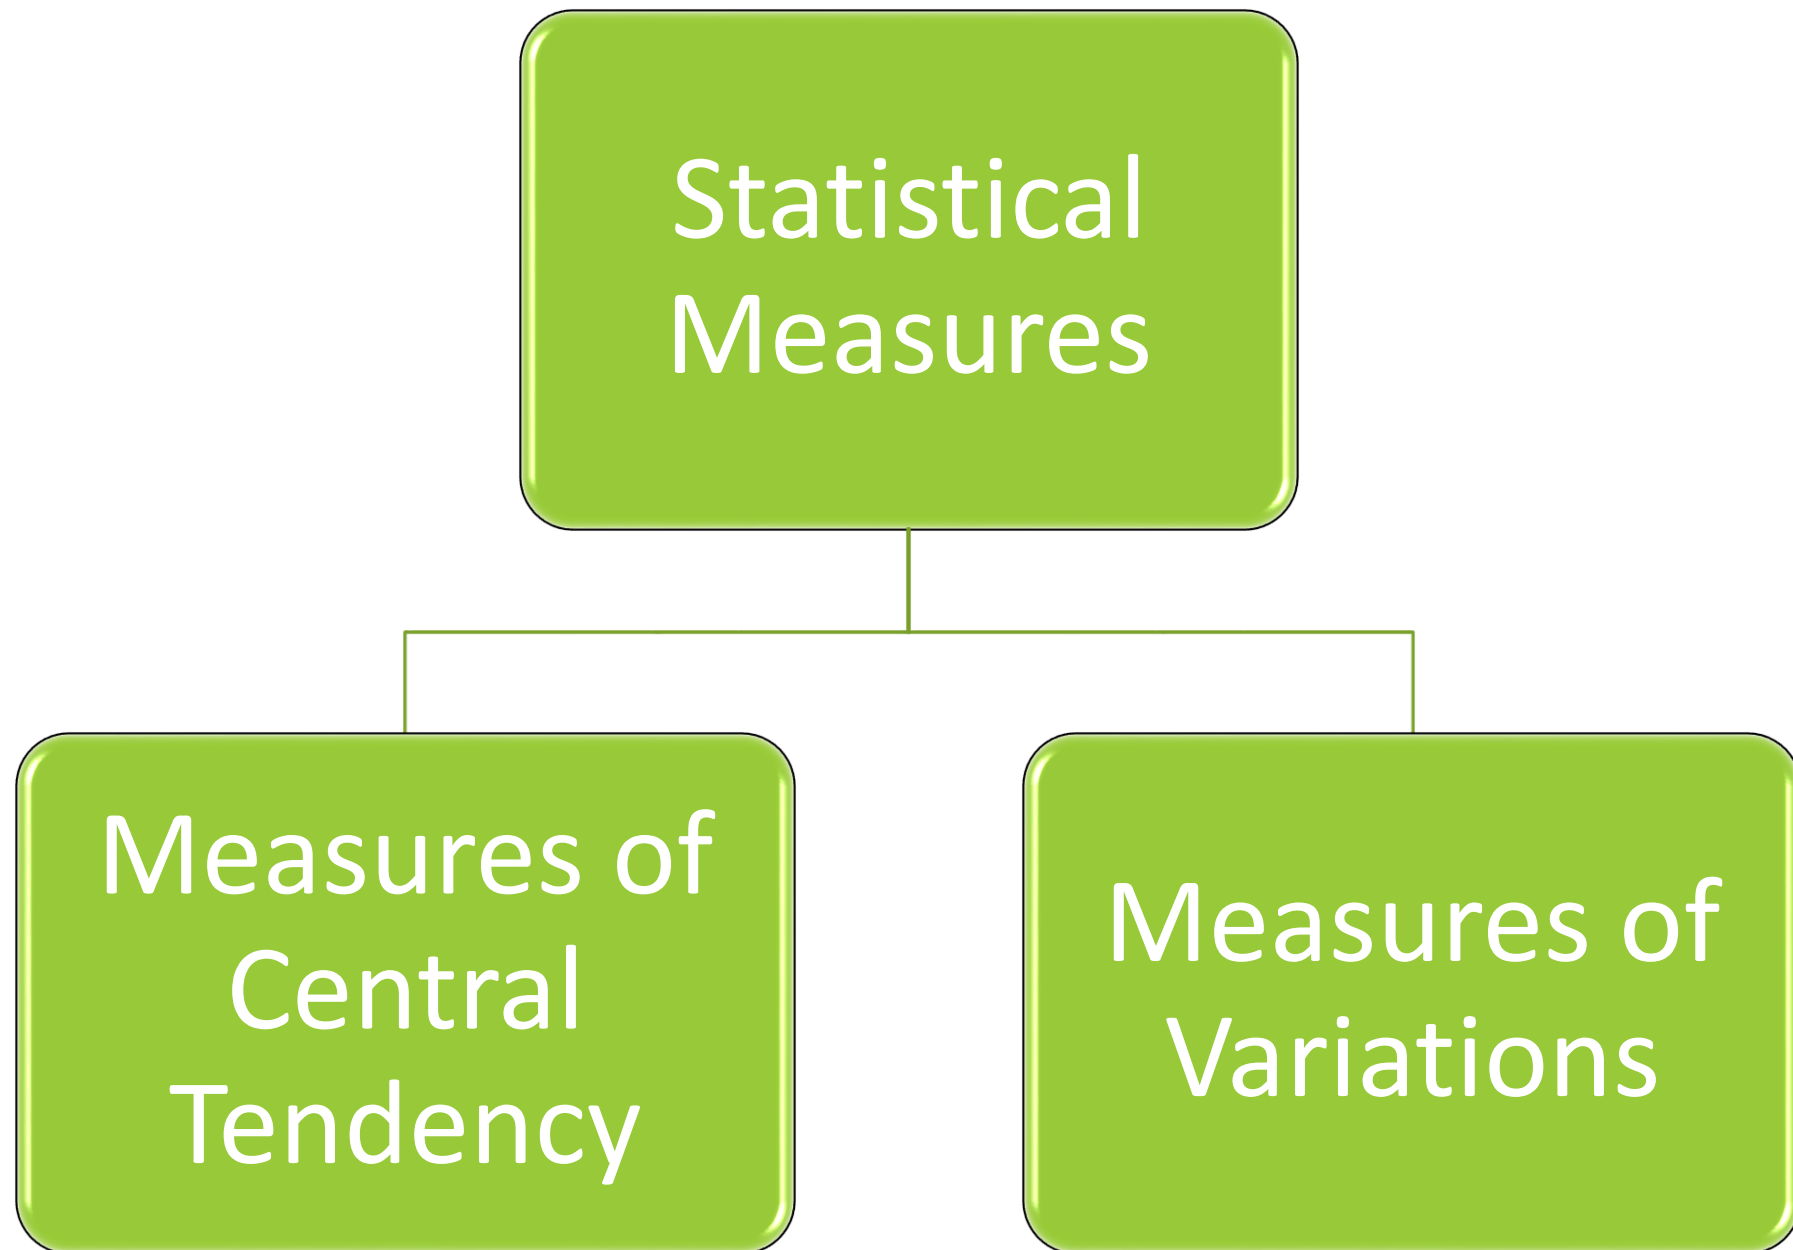 Statistical
Measures
Measures of
Central
Tendency
Measures of
Variations